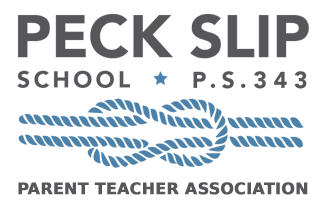 PECK SLIP
SCHOOL ★ P.S.343
PARENT TEACHER ASSOCIATION